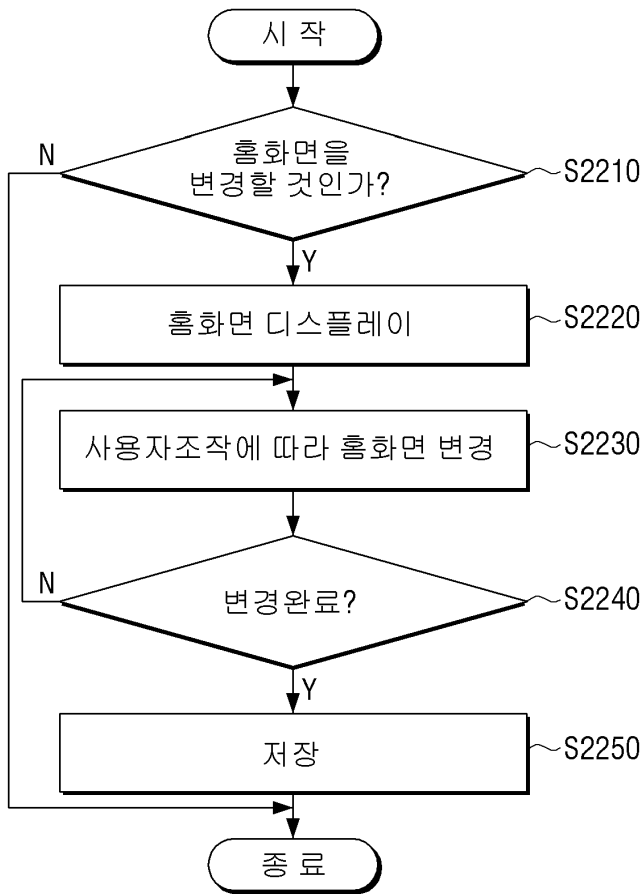 시 작
홈화면을
변경할 것인가?
N
S2210
Y
홈화면 디스플레이
S2220
사용자조작에 따라 홈화면 변경
S2230
N
변경완료?
S2240
Y
저장
S2250
종 료